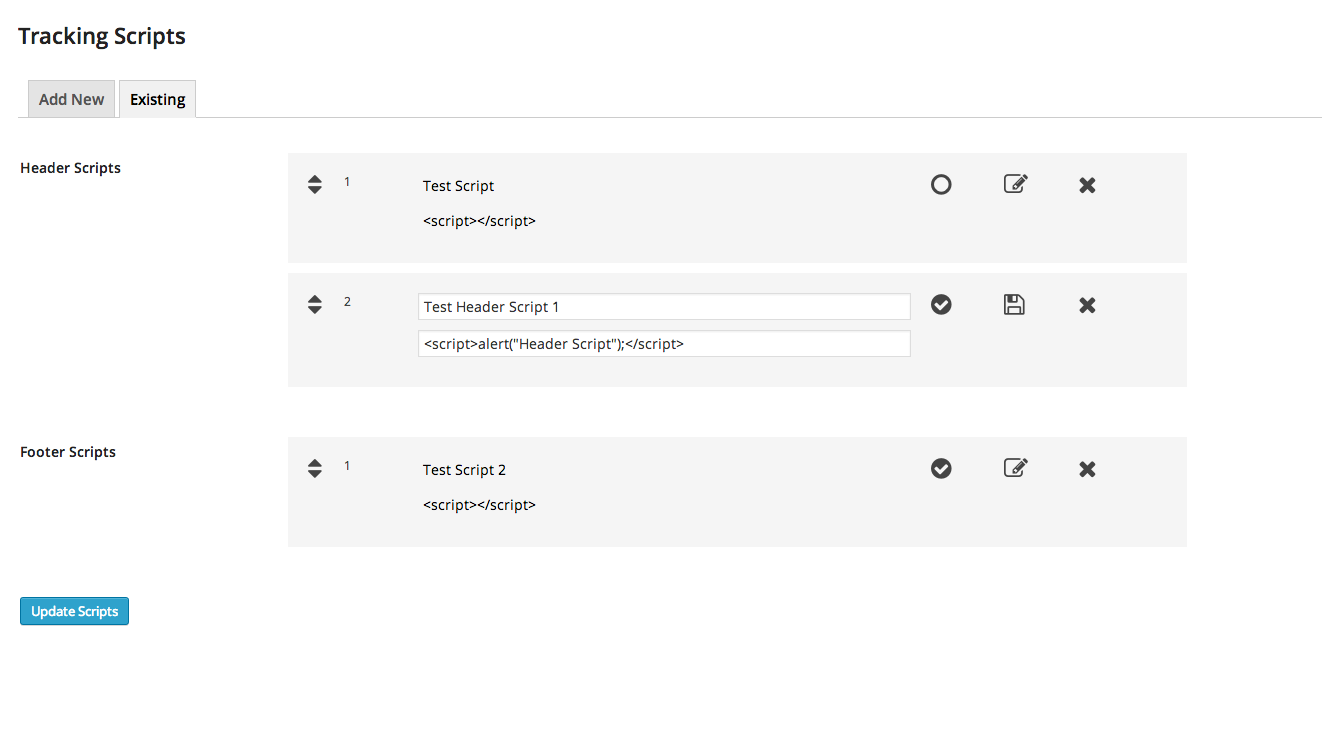 Tracking Scripts
Add New
Existing
Header Scripts
1
Test Script
<script></script>
2
Test Header Script 1
<script>alert("Header Script");</script>
Footer Scripts
1
Test Script 2
<script></script>
Update Scripts